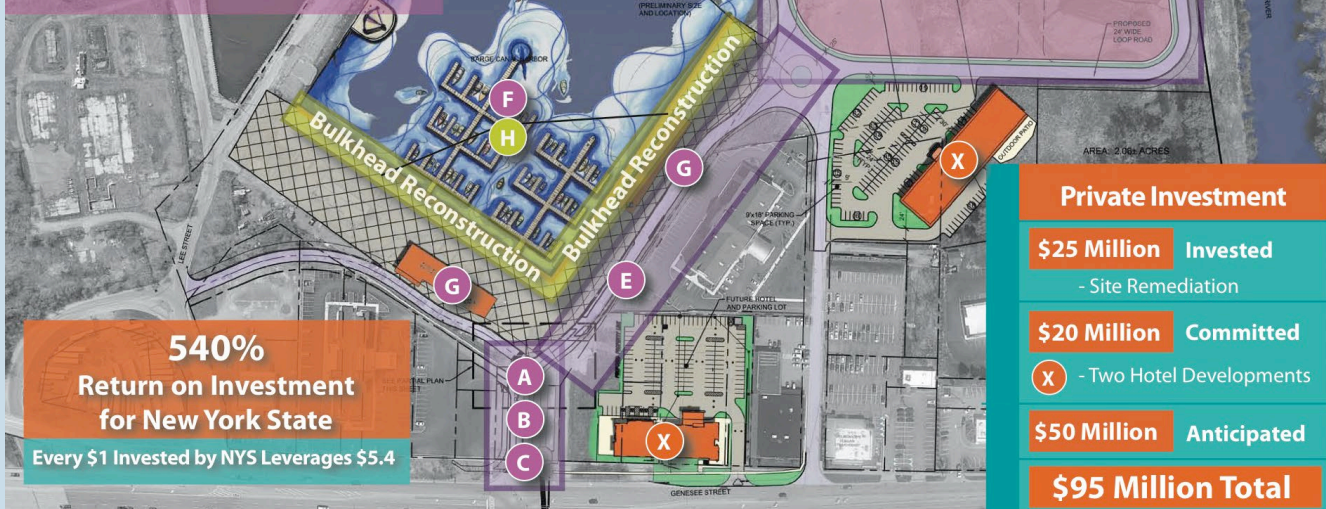 (PRELIMINARY SIZE
AND LOCATION)
PROPOSED
24' WIDE
LOOP ROAD
F
H
Bulkhead Reconstruction
Bulkhead Reconstruction
G
X
OUTDOOR PATIO
AREA: 2.06± ACRES
9'x18' PARKING
SPACE (TYP.)
24'
9'
LEE STREET
G
E
FUTURE HOTEL
AND PARKING LOT
A
B
C
X
GENESEE STREET
540%
Return on Investment
for New York State
Every $1 Invested by NYS Leverages $5.4
Private Investment
$25 Million Invested
- Site Remediation
$20 Million Committed
X - Two Hotel Developments
$50 Million Anticipated
$95 Million Total